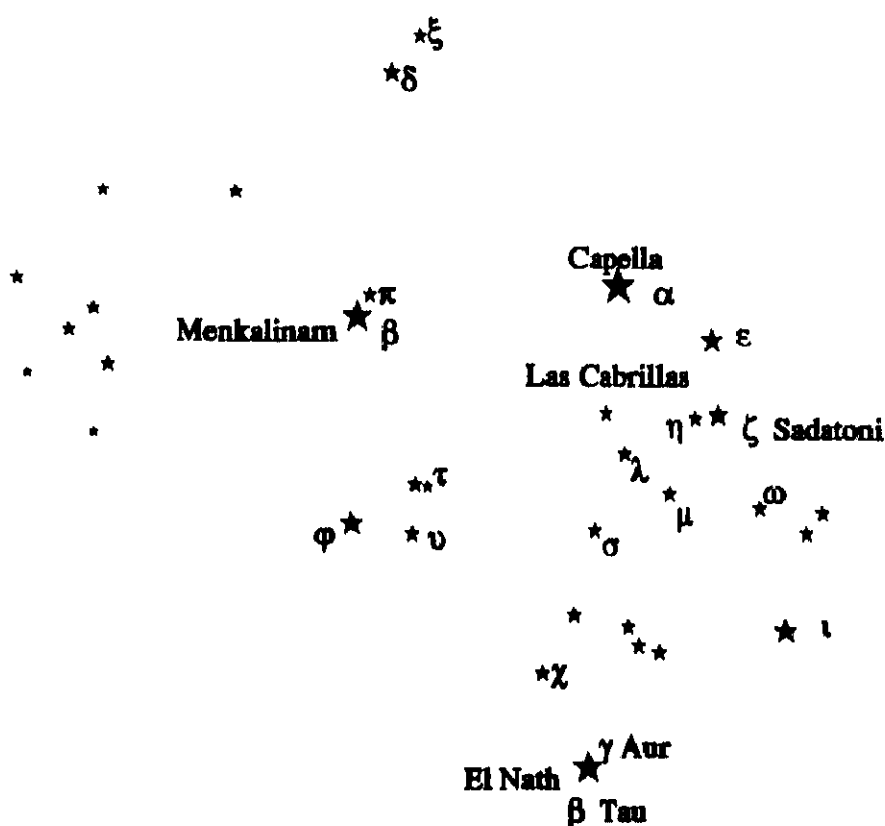 ξ
δ
Capella
α
π
Menkalinam
β
ε
Las Cabrillas
η
ζ Sadatoni
λ
τ
μ
ω
φ
υ
σ
ι
χ
γ Aur
El Nath
β Tau